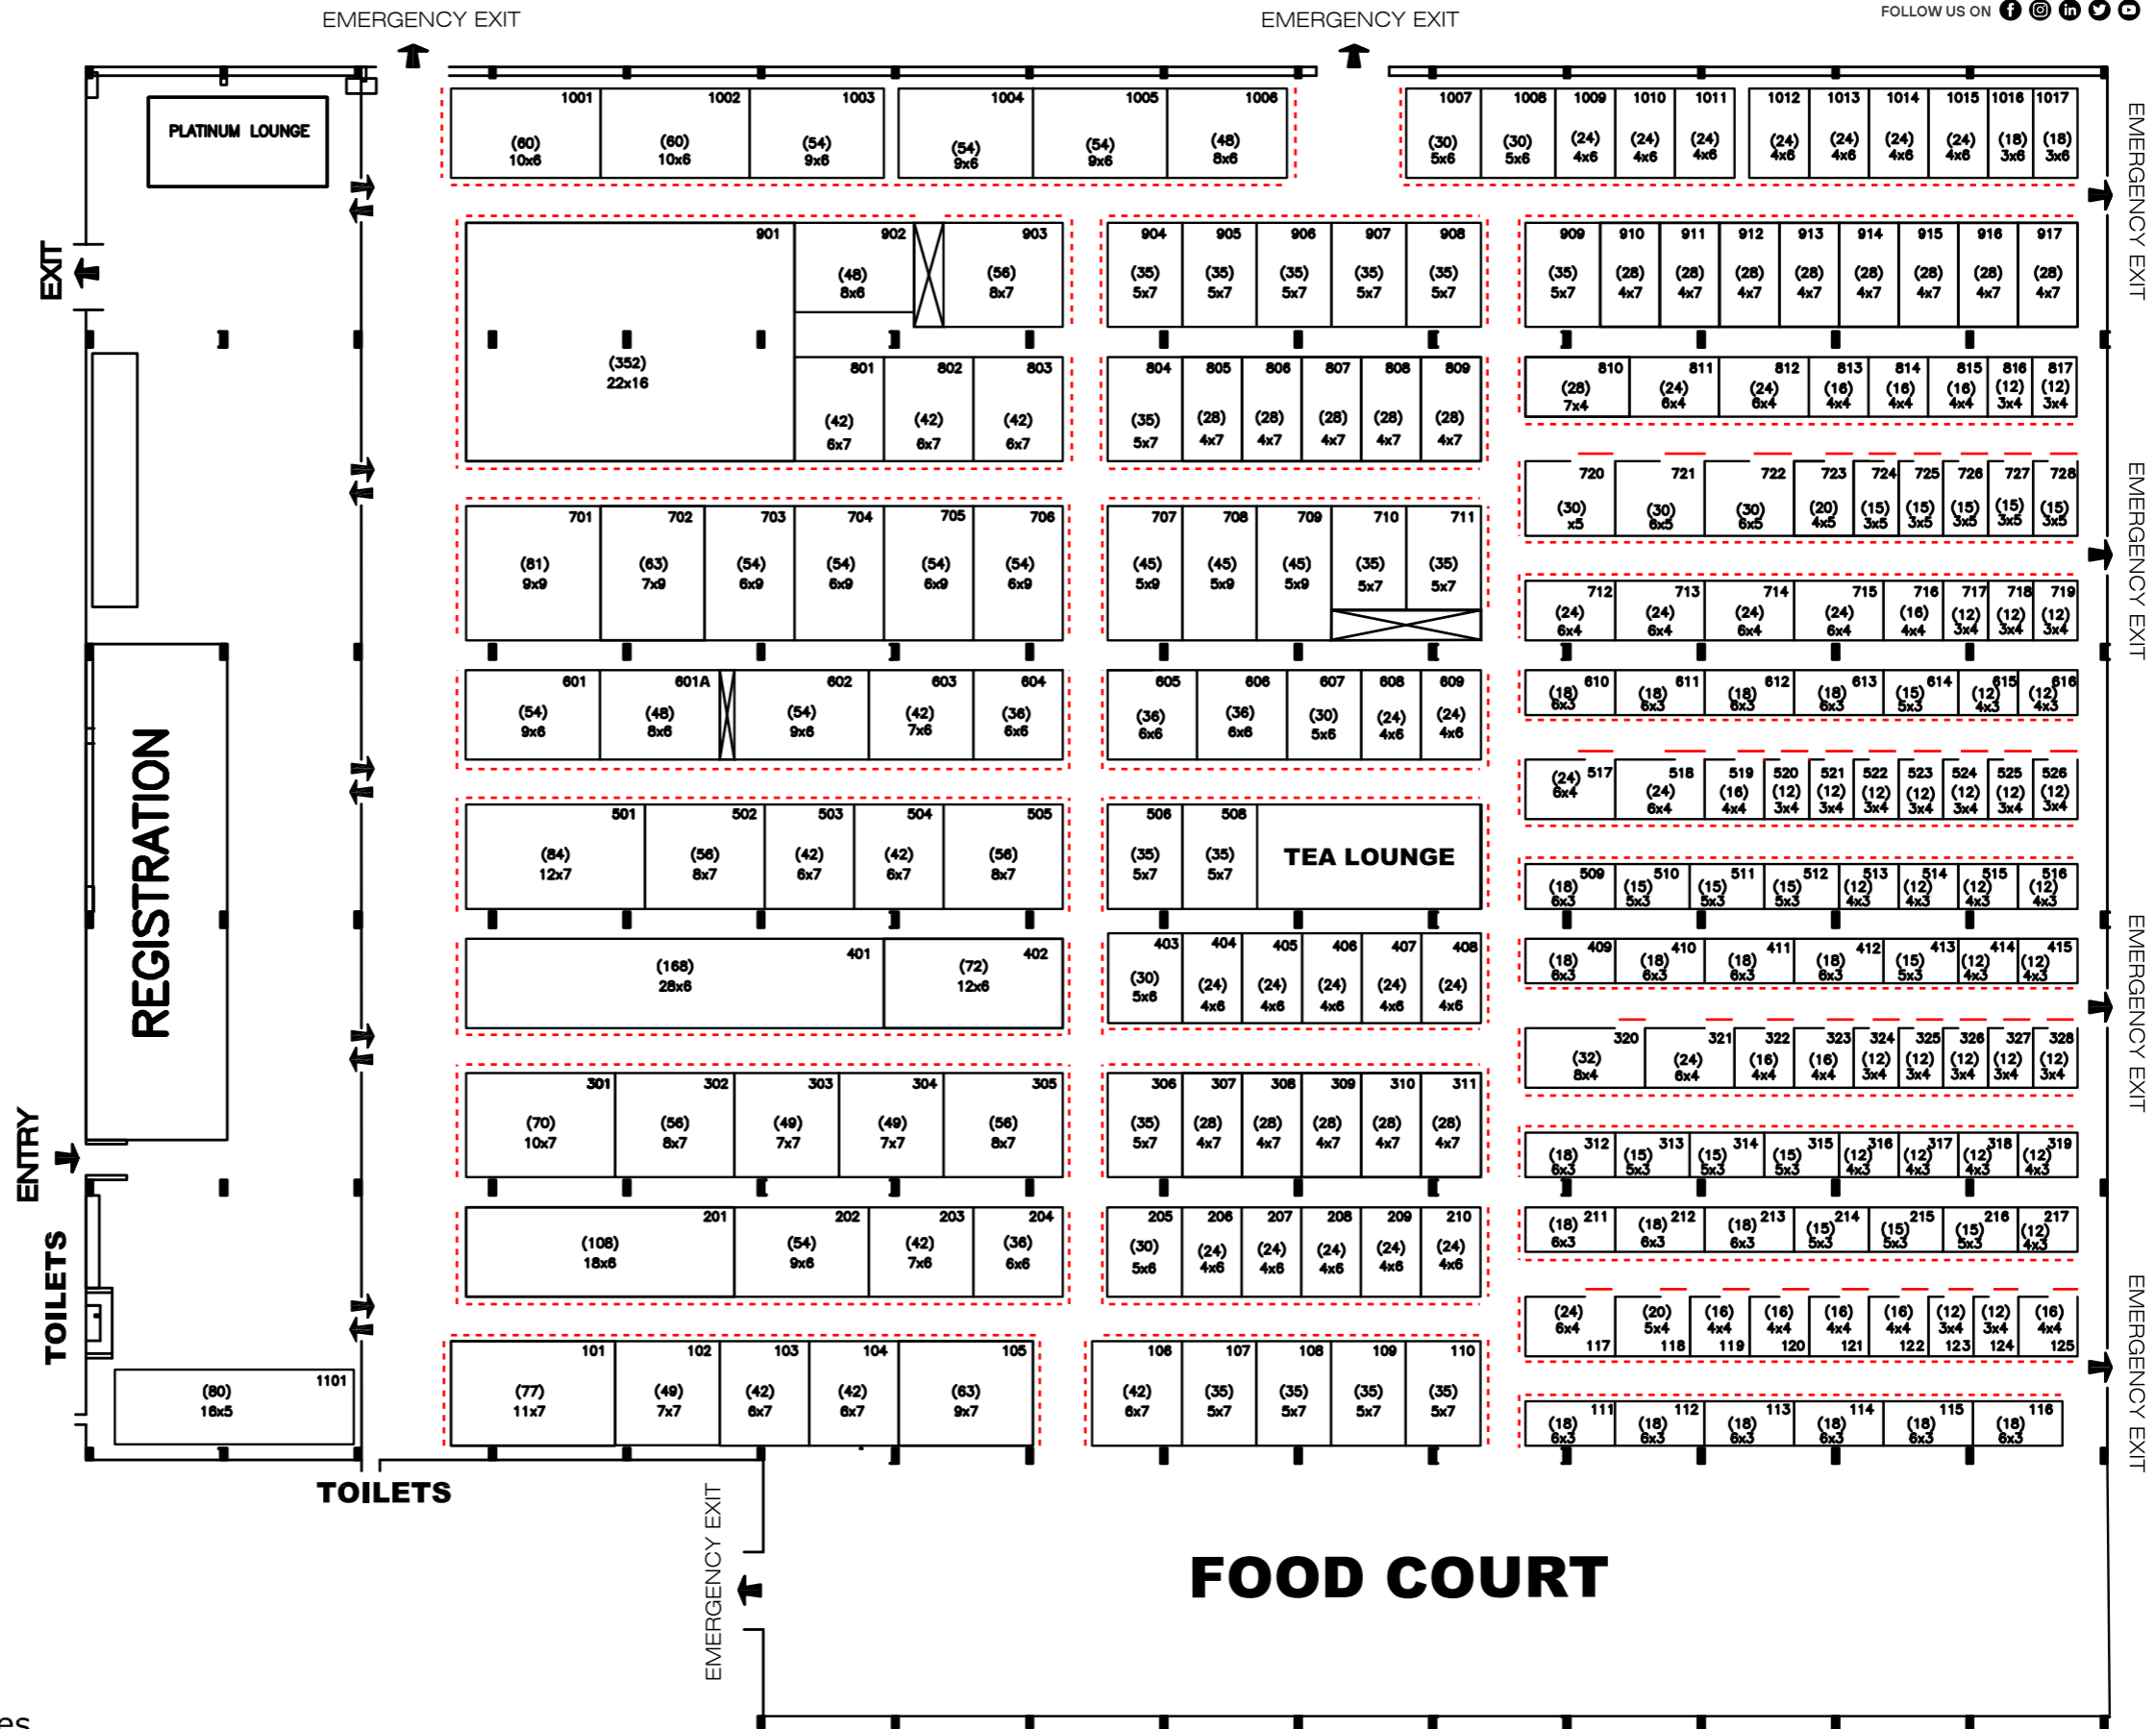 EMERGENCY EXIT
EMERGENCY EXIT
FOLLOW US ON
PLATINUM LOUNGE
1001
(60)
10x6
1002
(60)
10x6
1003
(54)
9x6
1004
(54)
9x6
1005
(54)
9x6
1006
(48)
8x6
1007
(30)
5x6
1008
(30)
5x6
1009
(24)
4x6
1010
(24)
4x6
1011
(24)
4x6
1012
(24)
4x6
1013
(24)
4x6
1014
(24)
4x6
1015
(24)
4x6
1016
(18)
3x6
1017
(18)
3x6
EMERGENCY EXIT
EXIT
901
(352)
22x16
902
(48)
8x6
903
(56)
8x7
904
(35)
5x7
905
(35)
5x7
906
(35)
5x7
907
(35)
5x7
908
(35)
5x7
909
(35)
5x7
910
(28)
4x7
911
(28)
4x7
912
(28)
4x7
913
(28)
4x7
914
(28)
4x7
915
(28)
4x7
916
(28)
4x7
917
(28)
4x7
801
(42)
6x7
802
(42)
6x7
803
(42)
6x7
804
(35)
5x7
805
(28)
4x7
806
(28)
4x7
807
(28)
4x7
808
(28)
4x7
809
(28)
4x7
810
(28)
7x4
811
(24)
6x4
812
(24)
6x4
813
(16)
4x4
814
(16)
4x4
815
(16)
4x4
816
(12)
3x4
817
(12)
3x4
720
(30)
x5
721
(30)
6x5
722
(30)
6x5
723
(20)
4x5
724
(15)
3x5
725
(15)
3x5
726
(15)
3x5
727
(15)
3x5
728
(15)
3x5
EMERGENCY EXIT
701
(81)
9x9
702
(63)
7x9
703
(54)
6x9
704
(54)
6x9
705
(54)
6x9
706
(54)
6x9
707
(45)
5x9
708
(45)
5x9
709
(45)
5x9
710
(35)
5x7
711
(35)
5x7
712
(24)
6x4
713
(24)
6x4
714
(24)
6x4
715
(24)
6x4
716
(16)
4x4
717
(12)
3x4
718
(12)
3x4
719
(12)
3x4
REGISTRATION
601
(54)
9x6
601A
(48)
8x6
602
(54)
9x6
603
(42)
7x6
604
(36)
6x6
605
(36)
6x6
606
(36)
6x6
607
(30)
5x6
608
(24)
4x6
609
(24)
4x6
610
(18)
6x3
611
(18)
6x3
612
(18)
6x3
613
(18)
6x3
614
(15)
5x3
615
(12)
4x3
616
(12)
4x3
517
(24)
6x4
518
(24)
6x4
519
(16)
4x4
520
(12)
3x4
521
(12)
3x4
522
(12)
3x4
523
(12)
3x4
524
(12)
3x4
525
(12)
3x4
526
(12)
3x4
501
(84)
12x7
502
(56)
8x7
503
(42)
6x7
504
(42)
6x7
505
(56)
8x7
506
(35)
5x7
508
(35)
5x7
TEA LOUNGE
509
(18)
6x3
510
(15)
5x3
511
(15)
5x3
512
(15)
5x3
513
(12)
4x3
514
(12)
4x3
515
(12)
4x3
516
(12)
4x3
401
(168)
28x6
402
(72)
12x6
403
(30)
5x6
404
(24)
4x6
405
(24)
4x6
406
(24)
4x6
407
(24)
4x6
408
(24)
4x6
409
(18)
6x3
410
(18)
6x3
411
(18)
6x3
412
(18)
6x3
413
(15)
5x3
414
(12)
4x3
415
(12)
4x3
EMERGENCY EXIT
320
(32)
8x4
321
(24)
6x4
322
(16)
4x4
323
(16)
4x4
324
(12)
3x4
325
(12)
3x4
326
(12)
3x4
327
(12)
3x4
328
(12)
3x4
ENTRY
301
(70)
10x7
302
(56)
8x7
303
(49)
7x7
304
(49)
7x7
305
(56)
8x7
306
(35)
5x7
307
(28)
4x7
308
(28)
4x7
309
(28)
4x7
310
(28)
4x7
311
(28)
4x7
312
(18)
6x3
313
(15)
5x3
314
(15)
5x3
315
(15)
5x3
316
(12)
4x3
317
(12)
4x3
318
(12)
4x3
319
(12)
4x3
TOILETS
201
(108)
18x6
202
(54)
9x6
203
(42)
7x6
204
(36)
6x6
205
(30)
5x6
206
(24)
4x6
207
(24)
4x6
208
(24)
4x6
209
(24)
4x6
210
(24)
4x6
211
(18)
6x3
212
(18)
6x3
213
(18)
6x3
214
(15)
5x3
215
(15)
5x3
216
(15)
5x3
217
(12)
4x3
(24)
6x4
117
(20)
5x4
118
(16)
4x4
119
(16)
4x4
120
(16)
4x4
121
(16)
4x4
122
(12)
3x4
123
(12)
3x4
124
(16)
4x4
125
EMERGENCY EXIT
1101
(80)
16x5
101
(77)
11x7
102
(49)
7x7
103
(42)
6x7
104
(42)
6x7
105
(63)
9x7
106
(42)
6x7
107
(35)
5x7
108
(35)
5x7
109
(35)
5x7
110
(35)
5x7
111
(18)
6x3
112
(18)
6x3
113
(18)
6x3
114
(18)
6x3
115
(18)
6x3
116
(18)
6x3
TOILETS
EMERGENCY EXIT
FOOD COURT
es